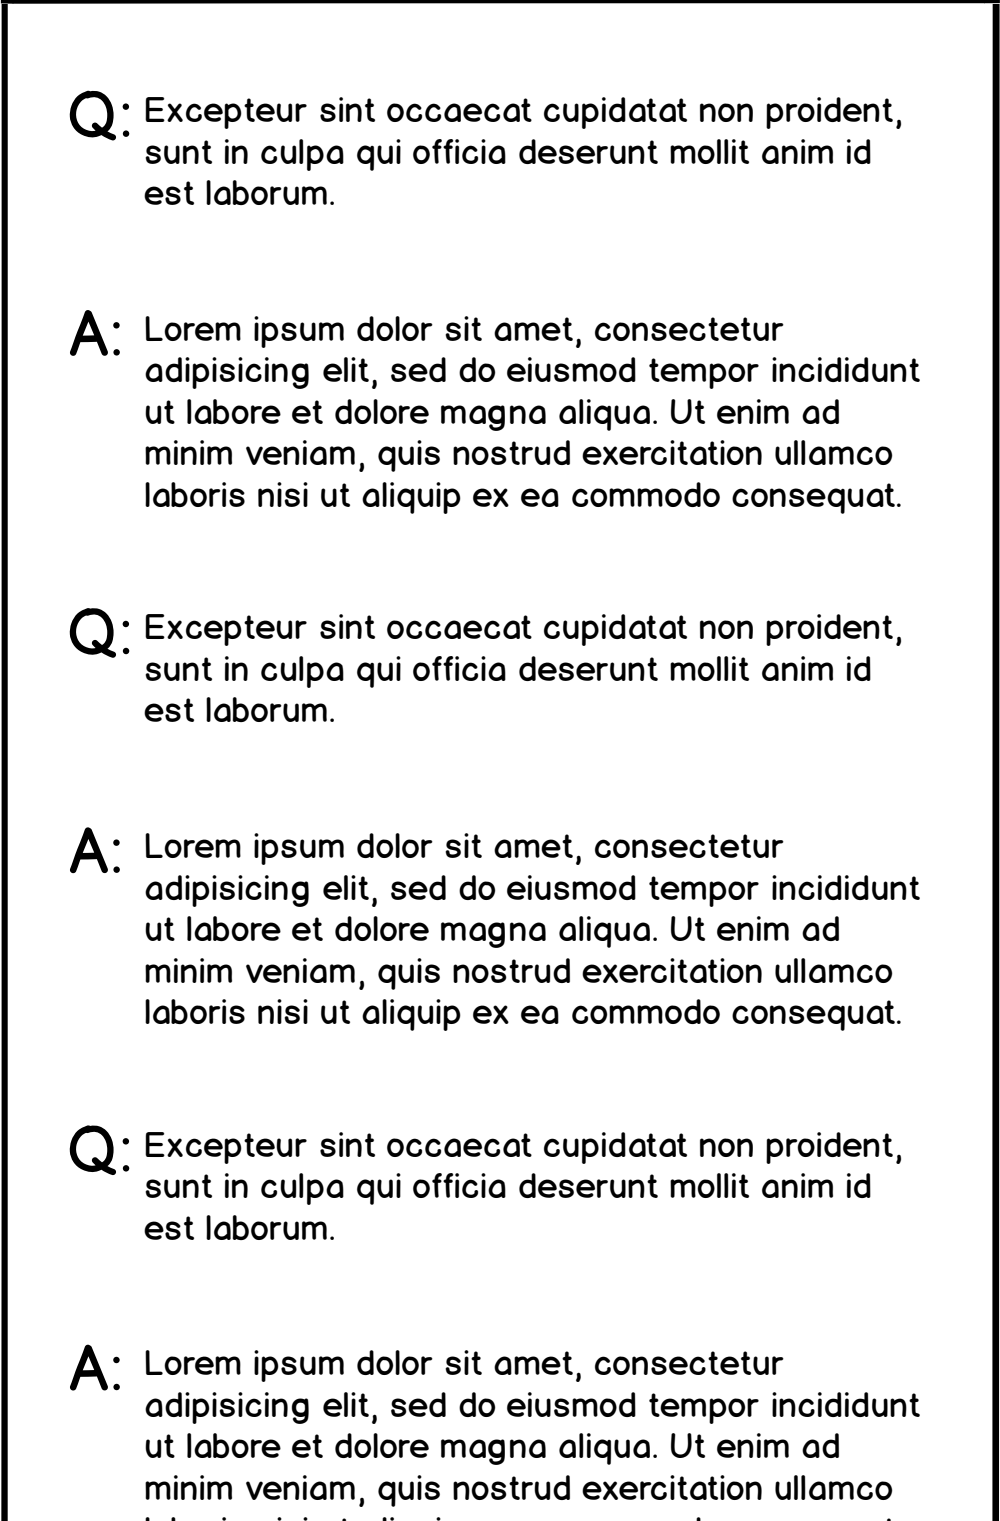 Q: Excepteur sint occaecat cupidatat non proident,
sunt in culpa qui officia deserunt mollit anim id
est laborum.
A: Lorem ipsum dolor sit amet, consectetur
adipisicing elit, sed do eiusmod tempor incididunt
ut labore et dolore magna aliqua. Ut enim ad
minim veniam, quis nostrud exercitation ullamco
laboris nisi ut aliquip ex ea commodo consequat.
Q: Excepteur sint occaecat cupidatat non proident,
sunt in culpa qui officia deserunt mollit anim id
est laborum.
A: Lorem ipsum dolor sit amet, consectetur
adipisicing elit, sed do eiusmod tempor incididunt
ut labore et dolore magna aliqua. Ut enim ad
minim veniam, quis nostrud exercitation ullamco
laboris nisi ut aliquip ex ea commodo consequat.
Q: Excepteur sint occaecat cupidatat non proident,
sunt in culpa qui officia deserunt mollit anim id
est laborum.
A: Lorem ipsum dolor sit amet, consectetur
adipisicing elit, sed do eiusmod tempor incididunt
ut labore et dolore magna aliqua. Ut enim ad
minim veniam, quis nostrud exercitation ullamco